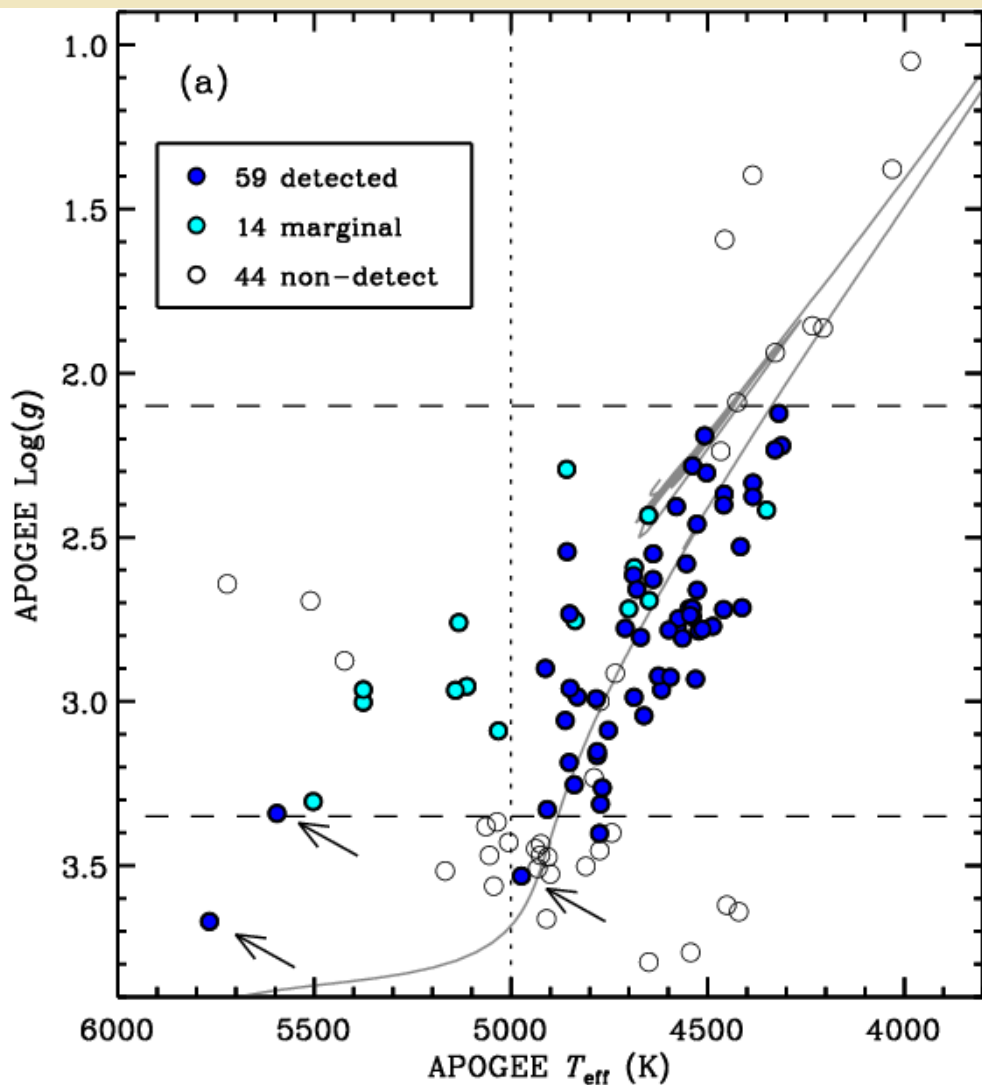 (a)
59 detected
14 marginal
44 non-detect
1.0
1.5
2.0
2.5
3.0
3.5
APOGEE Log(g)
6000 5500 5000 4500 4000
APOGEE Teff (K)